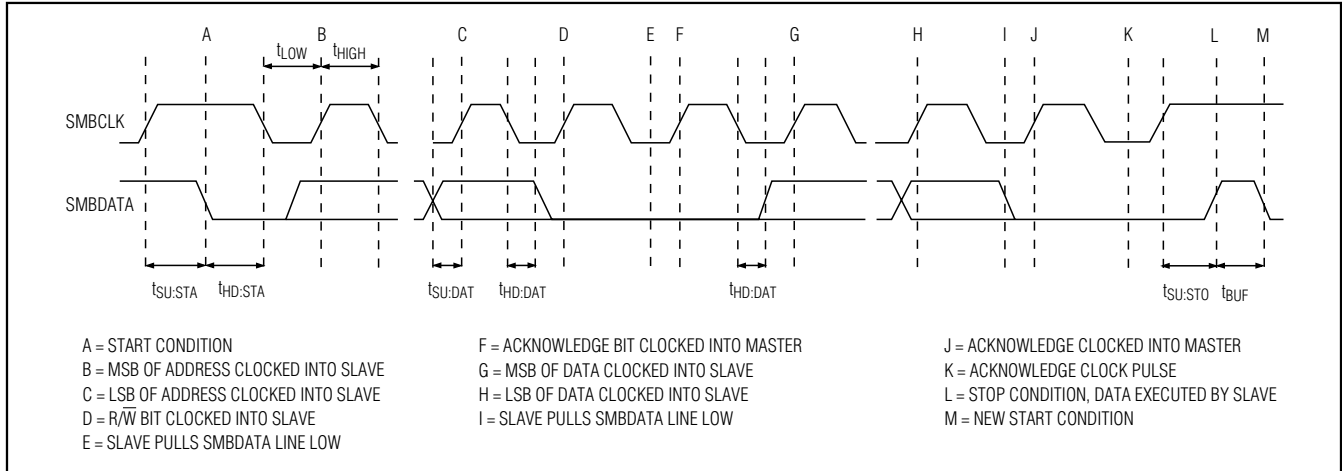 A B C D E F G H I J K L M
tLOW tHIGH
SMBCLK
SMBDATA
tSU:STA tHD:STA tSU:DAT tHD:DAT tHD:DAT tSU:STO tBUF
A = START CONDITION
B = MSB OF ADDRESS CLOCKED INTO SLAVE
C = LSB OF ADDRESS CLOCKED INTO SLAVE
D = R/W̅ BIT CLOCKED INTO SLAVE
E = SLAVE PULLS SMBDATA LINE LOW
F = ACKNOWLEDGE BIT CLOCKED INTO MASTER
G = MSB OF DATA CLOCKED INTO SLAVE
H = LSB OF DATA CLOCKED INTO SLAVE
I = SLAVE PULLS SMBDATA LINE LOW
J = ACKNOWLEDGE CLOCKED INTO MASTER
K = ACKNOWLEDGE CLOCK PULSE
L = STOP CONDITION, DATA EXECUTED BY SLAVE
M = NEW START CONDITION